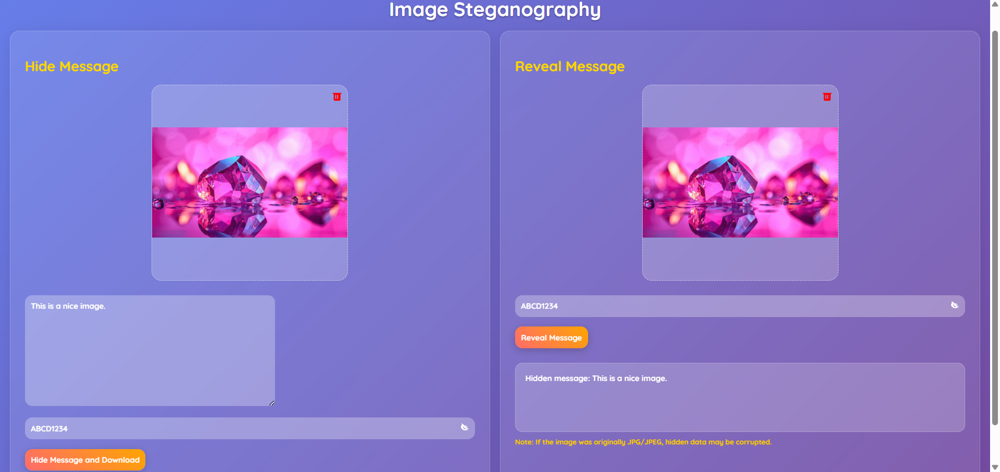 Image Steganography
Hide Message
This is a nice image.
ABCD1234
Hide Message and Download
Reveal Message
ABCD1234
Reveal Message
Hidden message: This is a nice image.
Note: If the image was originally JPG/JPEG, hidden data may be corrupted.